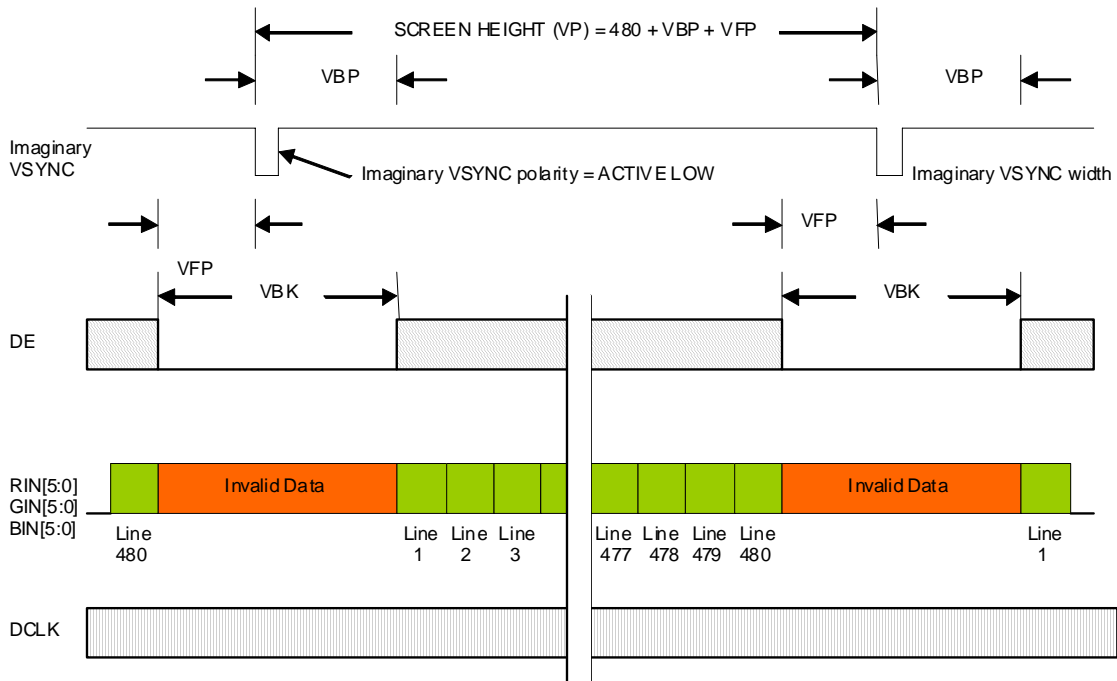 SCREEN HEIGHT (VP) = 480 + VBP + VFP
VBP
VBP
Imaginary
VSYNC
Imaginary VSYNC polarity = ACTIVE LOW
Imaginary VSYNC width
VFP
VFP
VBK
VBK
DE
RIN[5:0]
GIN[5:0]
BIN[5:0]
Invalid Data
Invalid Data
Line
480
Line
1
Line
2
Line
3
Line
477
Line
478
Line
479
Line
480
Line
1
DCLK